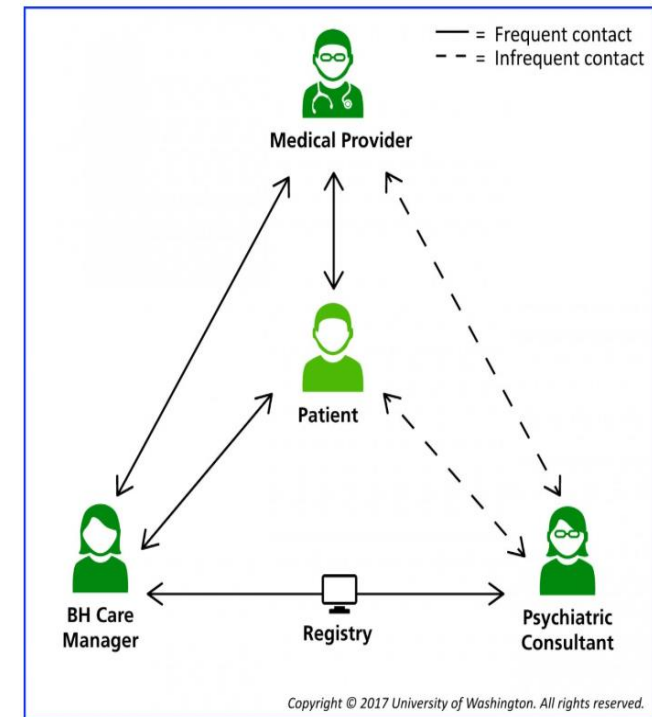 = Frequent contact
= Infrequent contact
Medical Provider
Patient
BH Care
Manager
Registry
Psychiatric
Consultant
Copyright © 2017 University of Washington. All rights reserved.